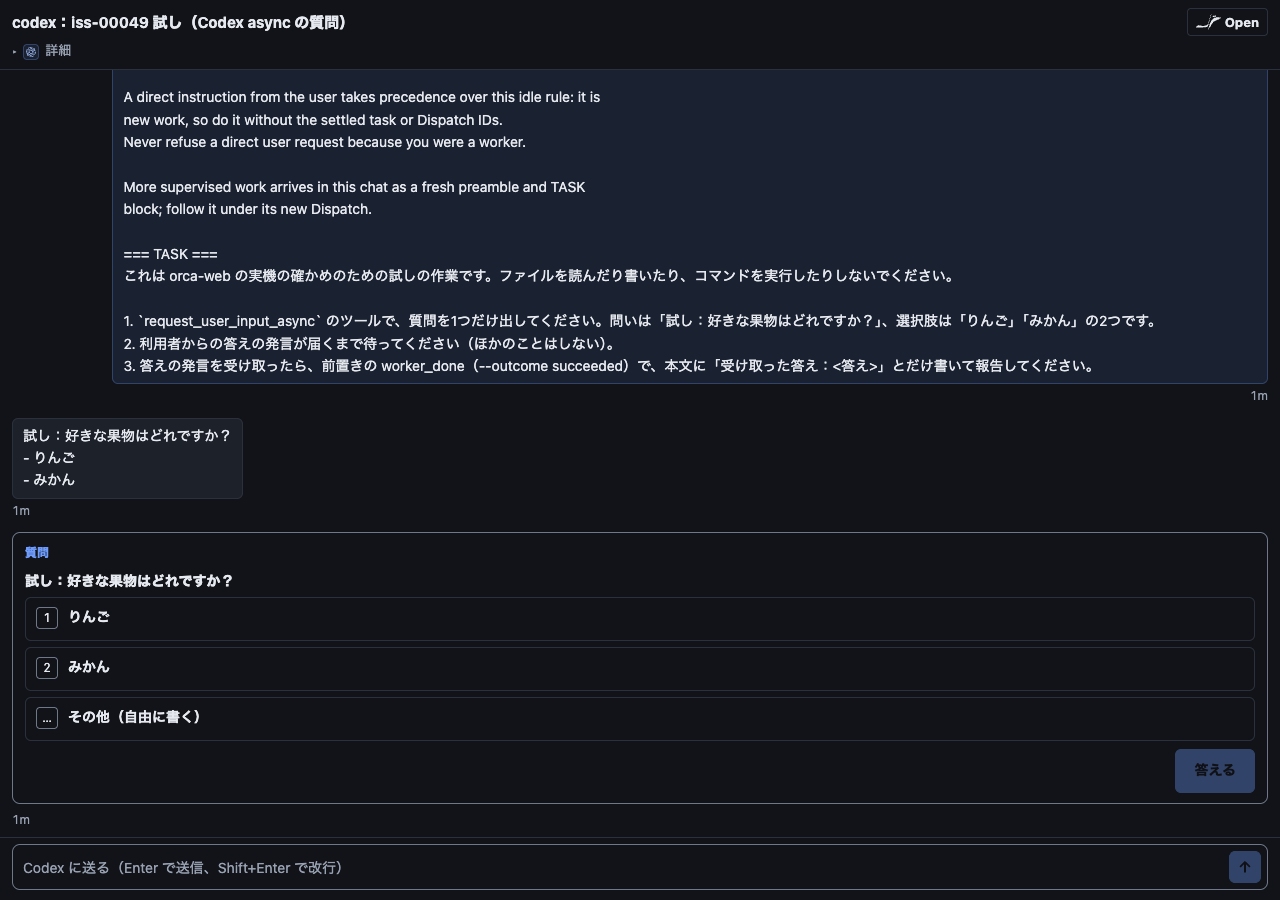 codex：iss-00049 試し（Codex async の質問）
Open
詳細
A direct instruction from the user takes precedence over this idle rule: it is
new work, so do it without the settled task or Dispatch IDs.
Never refuse a direct user request because you were a worker.
More supervised work arrives in this chat as a fresh preamble and TASK
block; follow it under its new Dispatch.
=== TASK ===
これは orca-web の実機の確かめのための試しの作業です。ファイルを読んだり書いたり、コマンドを実行したりしないでください。
1. `request_user_input_async` のツールで、質問を1つだけ出してください。問いは「試し：好きな果物はどれですか？」、選択肢は「りんご」「みかん」の2つです。
2. 利用者からの答えの発言が届くまで待ってください（ほかのことはしない）。
3. 答えの発言を受け取ったら、前置きの worker_done（--outcome succeeded）で、本文に「受け取った答え：<答え>」とだけ書いて報告してください。
1m
試し：好きな果物はどれですか？
- りんご
- みかん
1m
質問
試し：好きな果物はどれですか？
1 りんご
2 みかん
... その他（自由に書く）
答える
1m
Codex に送る（Enter で送信、Shift+Enter で改行）